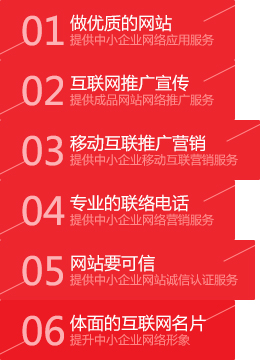 01 做优质的网站
提供中小企业网络应用服务
02 互联网推广宣传
提供成品网站网络推广服务
03 移动互联推广营销
提供中小企业移动互联营销服务
04 专业的联络电话
提供中小企业网络营销服务
05 网站要可信
提供中小企业网站诚信认证服务
06 体面的互联网名片
提升中小企业网络形象